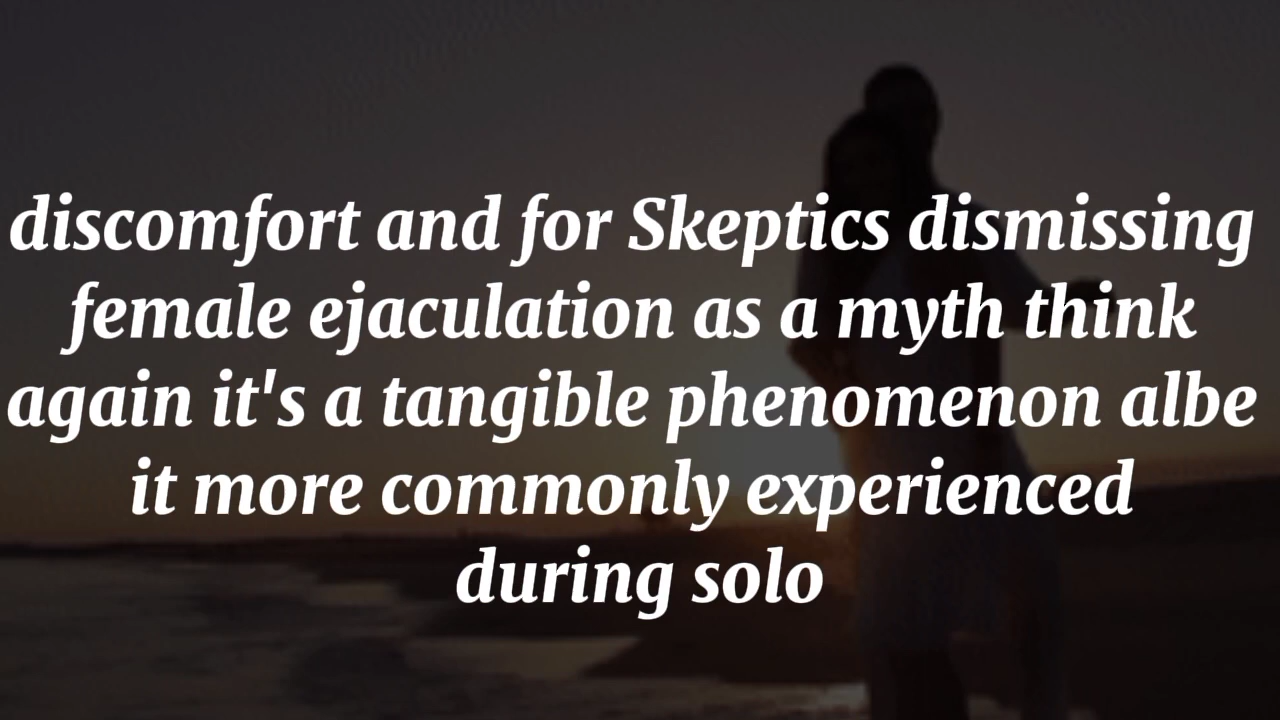 discomfort and for Skeptics dismissing
female ejaculation as a myth think
again it's a tangible phenomenon albe
it more commonly experienced
during solo